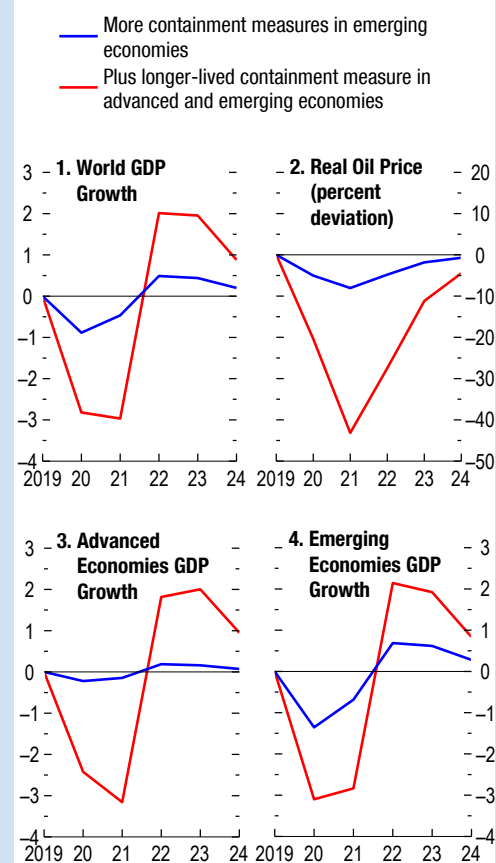 More containment measures in emerging
economies
Plus longer-lived containment measure in
advanced and emerging economies
1. World GDP
Growth
3
2
1
0
–1
–2
–3
–4
2019 20 21 22 23 24
2. Real Oil Price
(percent
deviation)
20
10
0
–10
–20
–30
–40
–50
2019 20 21 22 23 24
3. Advanced
Economies GDP
Growth
3
2
1
0
–1
–2
–3
–4
2019 20 21 22 23 24
4. Emerging
Economies GDP
Growth
3
2
1
0
–1
–2
–3
–4
2019 20 21 22 23 24